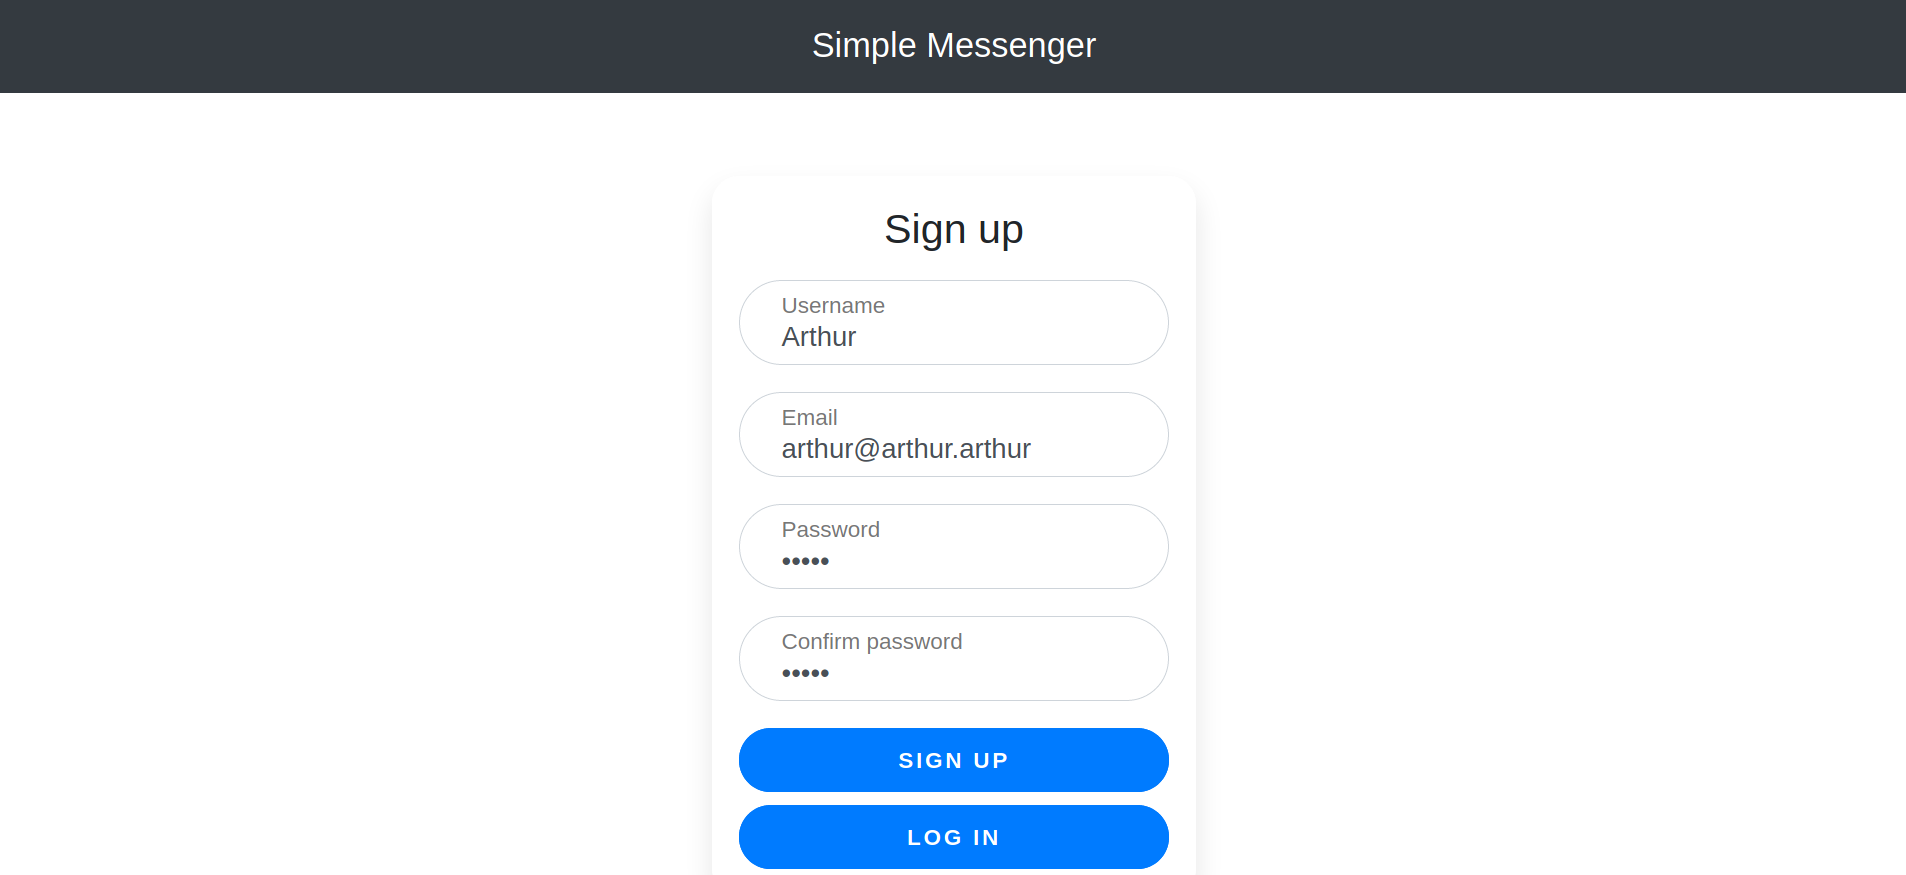 Simple Messenger
Sign up
Username
Arthur
Email
arthur@arthur.arthur
Password
•••••
Confirm password
•••••
SIGN UP
LOG IN